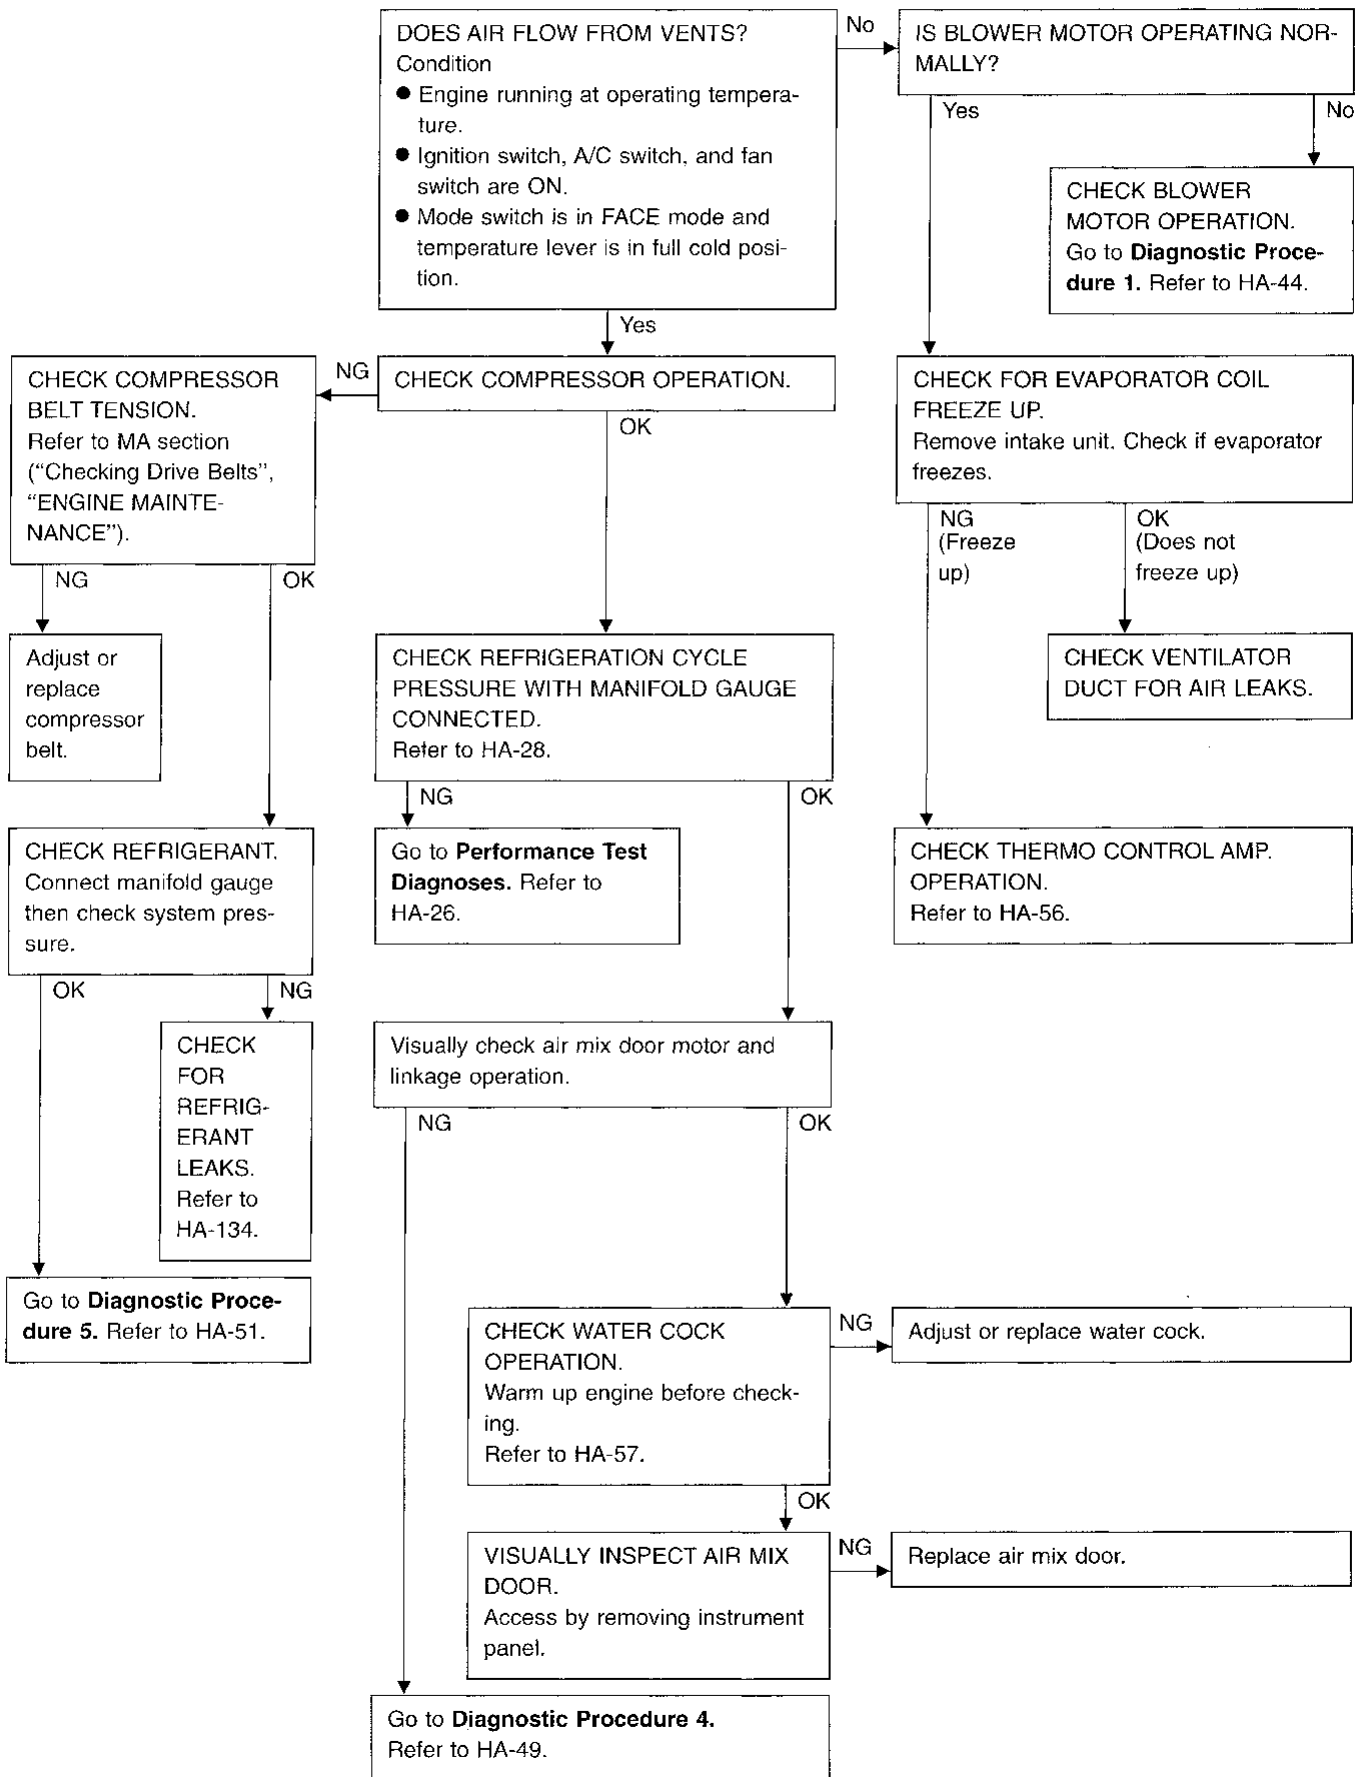 DOES AIR FLOW FROM VENTS?
Condition
● Engine running at operating tempera-
ture.
● Ignition switch, A/C switch, and fan
switch are ON.
● Mode switch is in FACE mode and
temperature lever is in full cold posi-
tion.
No
IS BLOWER MOTOR OPERATING NOR-
MALLY?
Yes
No
CHECK BLOWER
MOTOR OPERATION.
Go to Diagnostic Proce-
dure 1. Refer to HA-44.
Yes
CHECK COMPRESSOR OPERATION.
NG
OK
CHECK COMPRESSOR
BELT TENSION.
Refer to MA section
(“Checking Drive Belts”,
“ENGINE MAINTE-
NANCE”).
NG
OK
CHECK FOR EVAPORATOR COIL
FREEZE UP.
Remove intake unit. Check if evaporator
freezes.
NG
(Freeze
up)
OK
(Does not
freeze up)
Adjust or
replace
compressor
belt.
CHECK REFRIGERATION CYCLE
PRESSURE WITH MANIFOLD GAUGE
CONNECTED.
Refer to HA-28.
NG
OK
CHECK VENTILATOR
DUCT FOR AIR LEAKS.
CHECK REFRIGERANT.
Connect manifold gauge
then check system pres-
sure.
OK
NG
Go to Performance Test
Diagnoses. Refer to
HA-26.
CHECK THERMO CONTROL AMP.
OPERATION.
Refer to HA-56.
CHECK
FOR
REFRIG-
ERANT
LEAKS.
Refer to
HA-134.
Visually check air mix door motor and
linkage operation.
NG
OK
Go to Diagnostic Proce-
dure 5. Refer to HA-51.
CHECK WATER COCK
OPERATION.
Warm up engine before check-
ing.
Refer to HA-57.
NG
Adjust or replace water cock.
OK
VISUALLY INSPECT AIR MIX
DOOR.
Access by removing instrument
panel.
NG
Replace air mix door.
Go to Diagnostic Procedure 4.
Refer to HA-49.